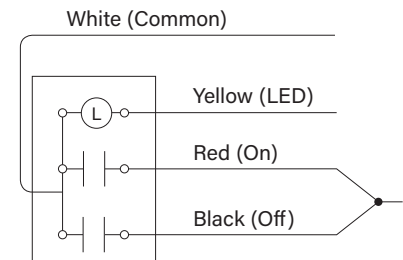 White (Common)
Yellow (LED)
L
Red (On)
Black (Off)